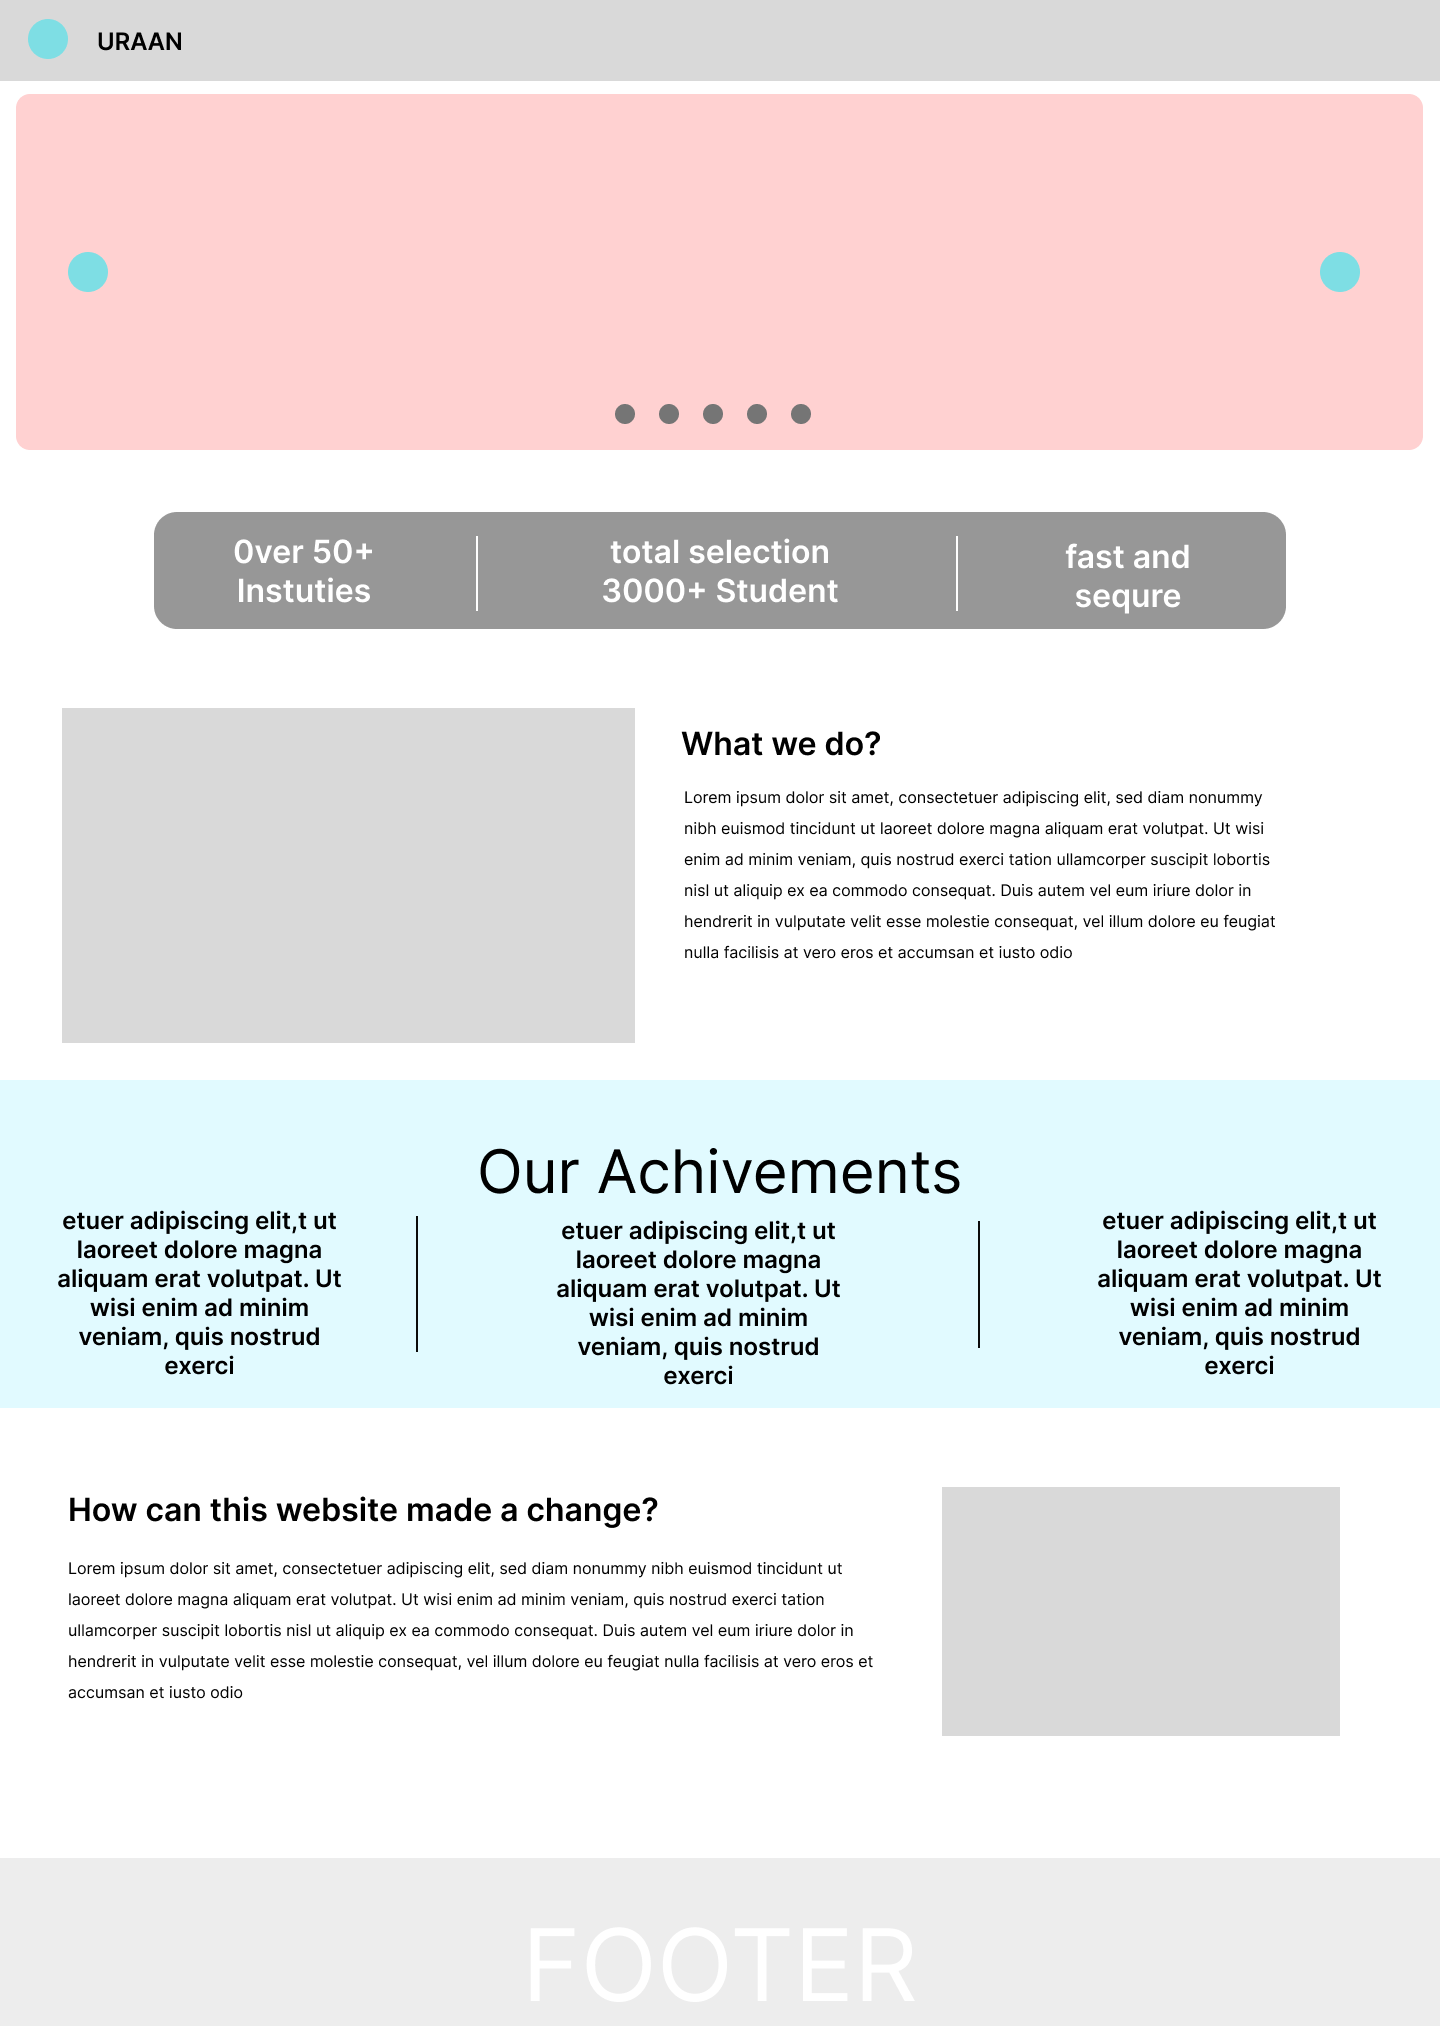 URAAN
0ver 50+
Instuties
total selection
3000+ Student
fast and
sequre
What we do?
Lorem ipsum dolor sit amet, consectetuer adipiscing elit, sed diam nonummy
nibh euismod tincidunt ut laoreet dolore magna aliquam erat volutpat. Ut wisi
enim ad minim veniam, quis nostrud exerci tation ullamcorper suscipit lobortis
nisl ut aliquip ex ea commodo consequat. Duis autem vel eum iriure dolor in
hendrerit in vulputate velit esse molestie consequat, vel illum dolore eu feugiat
nulla facilisis at vero eros et accumsan et iusto odio
Our Achivements
etuer adipiscing elit,t ut
laoreet dolore magna
aliquam erat volutpat. Ut
wisi enim ad minim
veniam, quis nostrud
exerci
etuer adipiscing elit,t ut
laoreet dolore magna
aliquam erat volutpat. Ut
wisi enim ad minim
veniam, quis nostrud
exerci
etuer adipiscing elit,t ut
laoreet dolore magna
aliquam erat volutpat. Ut
wisi enim ad minim
veniam, quis nostrud
exerci
How can this website made a change?
Lorem ipsum dolor sit amet, consectetuer adipiscing elit, sed diam nonummy nibh euismod tincidunt ut
laoreet dolore magna aliquam erat volutpat. Ut wisi enim ad minim veniam, quis nostrud exerci tation
ullamcorper suscipit lobortis nisl ut aliquip ex ea commodo consequat. Duis autem vel eum iriure dolor in
hendrerit in vulputate velit esse molestie consequat, vel illum dolore eu feugiat nulla facilisis at vero eros et
accumsan et iusto odio
FOOTER